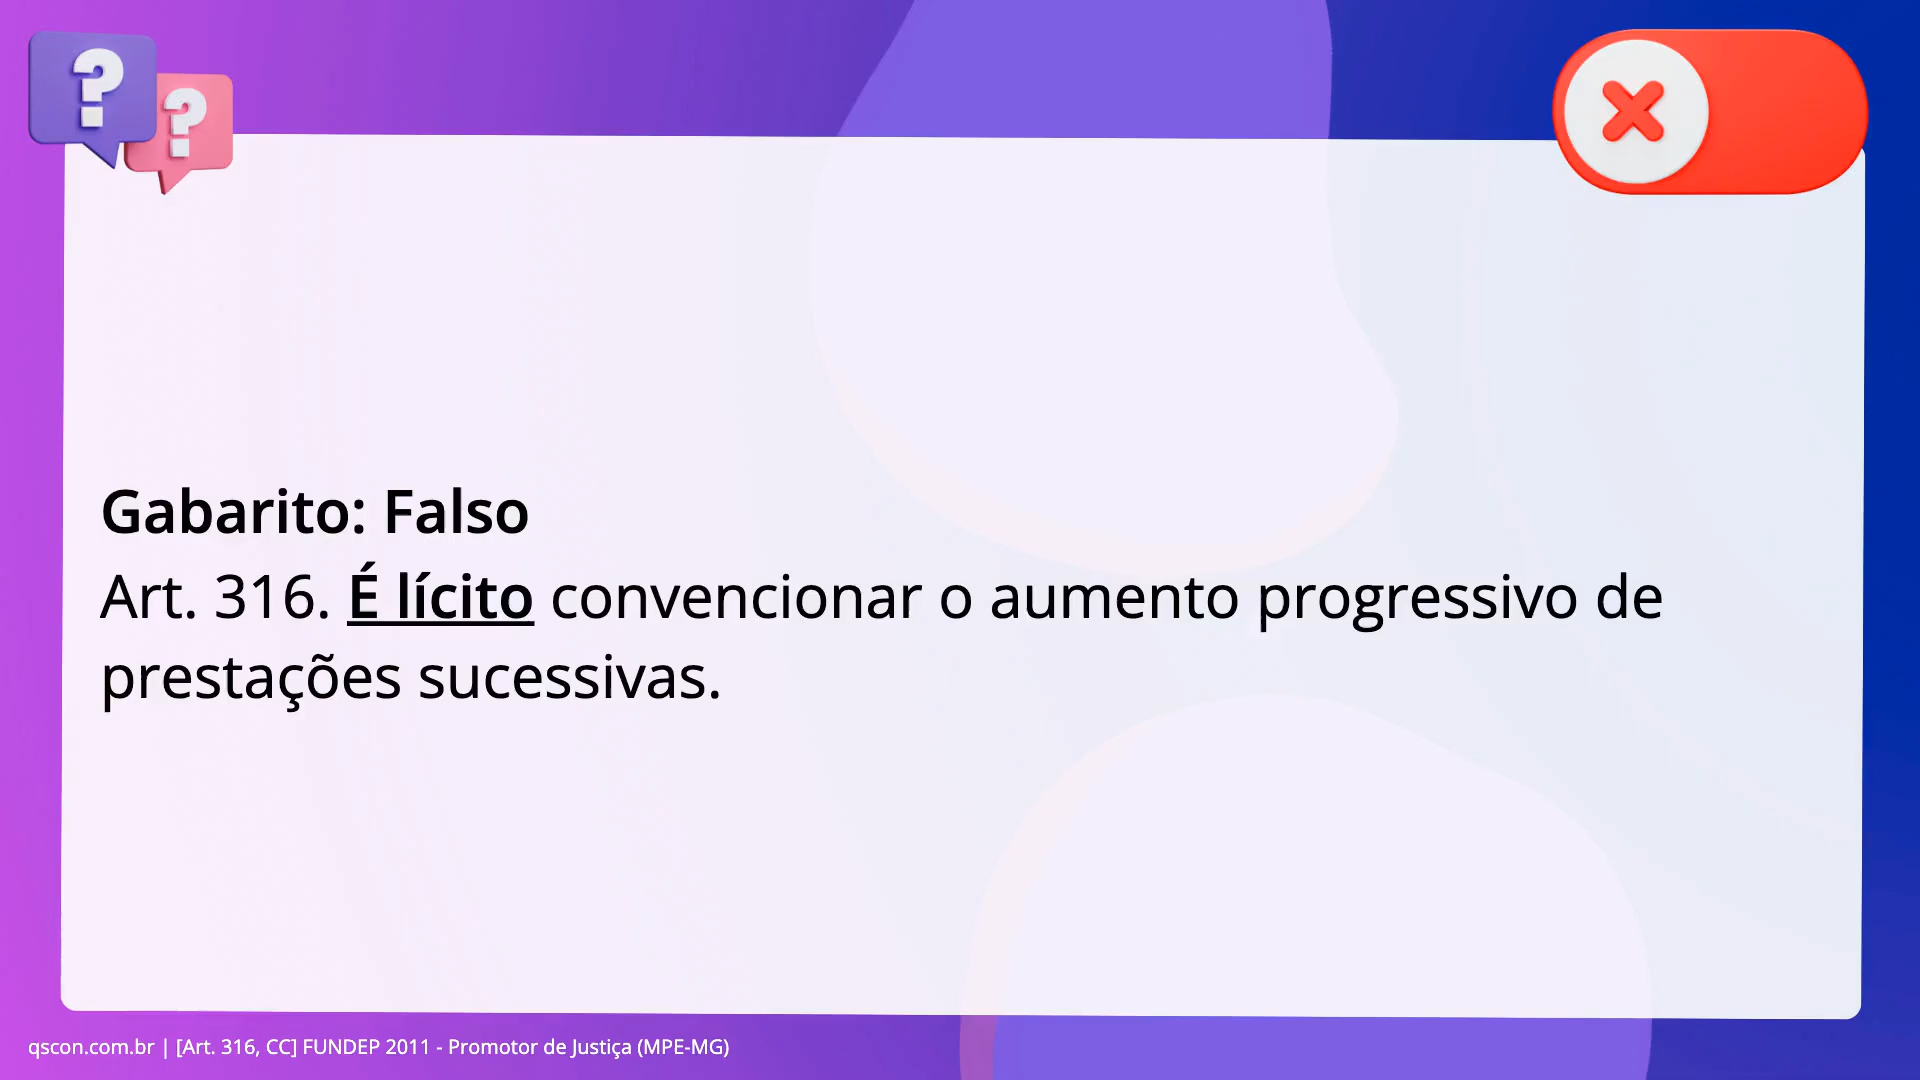 Gabarito: Falso
Art. 316. É lícito convencionar o aumento progressivo de
prestações sucessivas.
qscon.com.br | [Art. 316, CC] FUNDEP 2011 - Promotor de Justiça (MPE-MG)